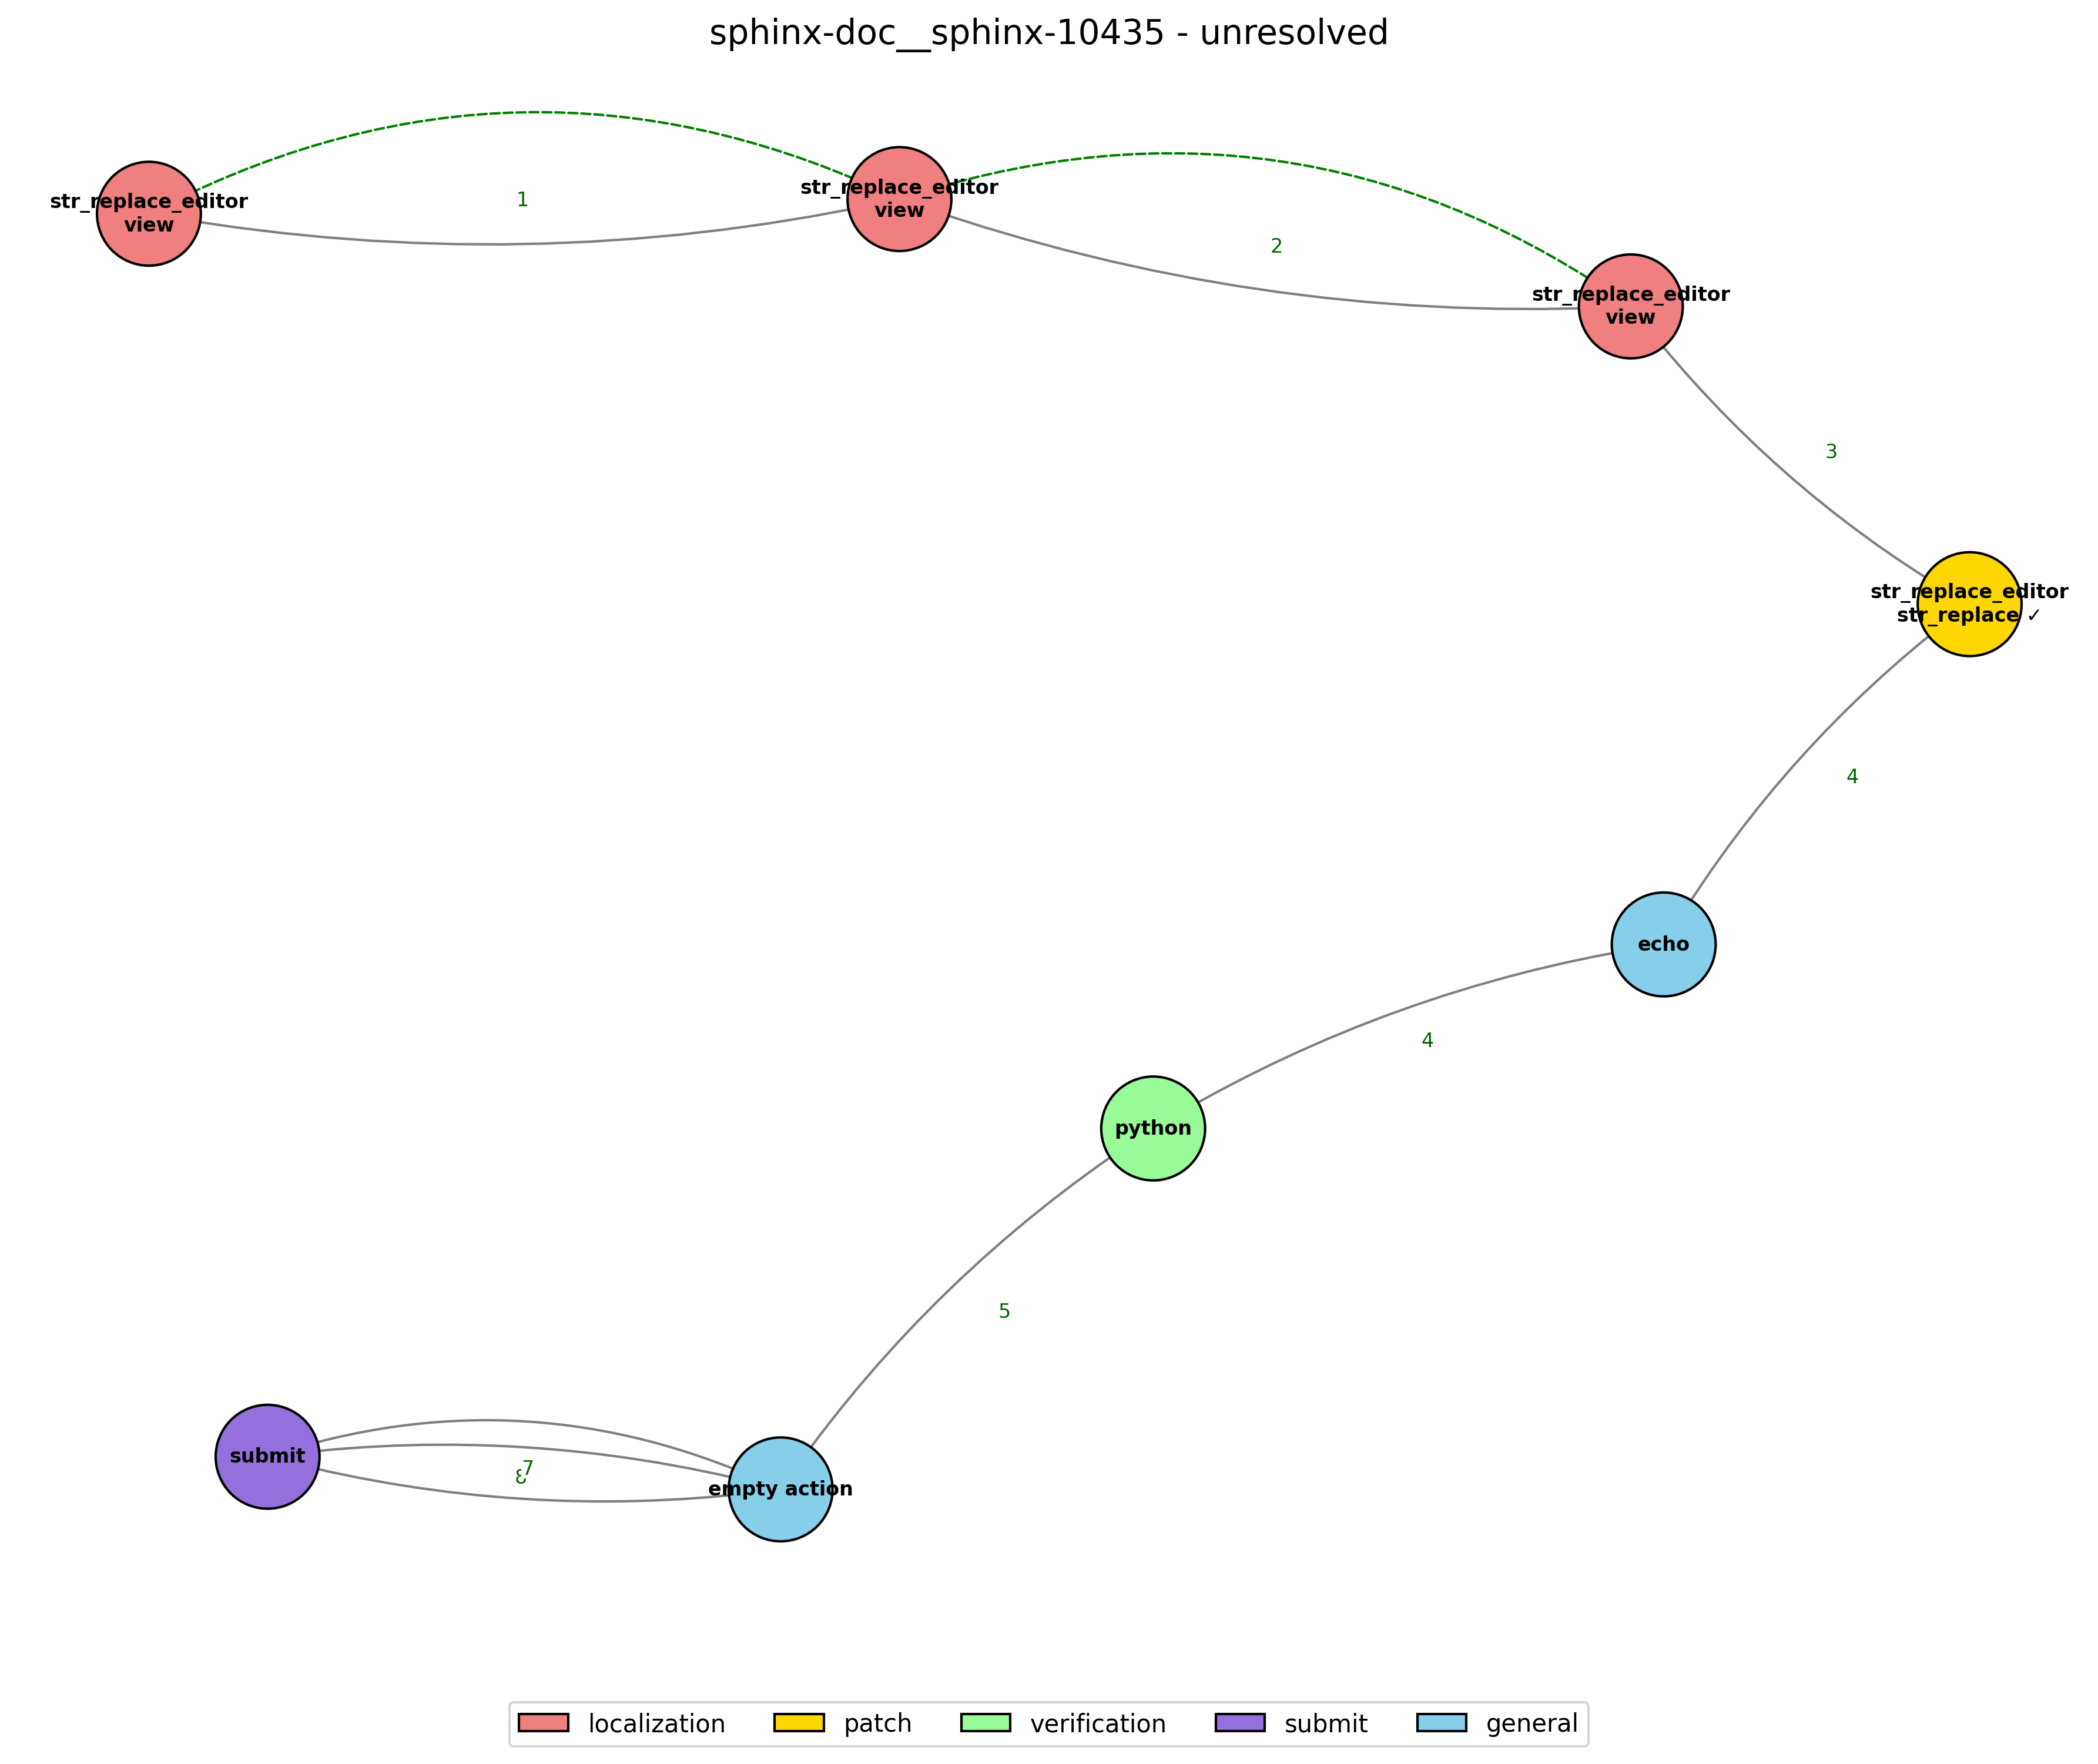 sphinx-doc__sphinx-10435 - unresolved
str_replace_editor
view
1
str_replace_editor
view
2
str_replace_editor
view
3
str_replace_editor
str_replace ✓
4
echo
4
python
5
submit
7
empty action
localization patch verification submit general